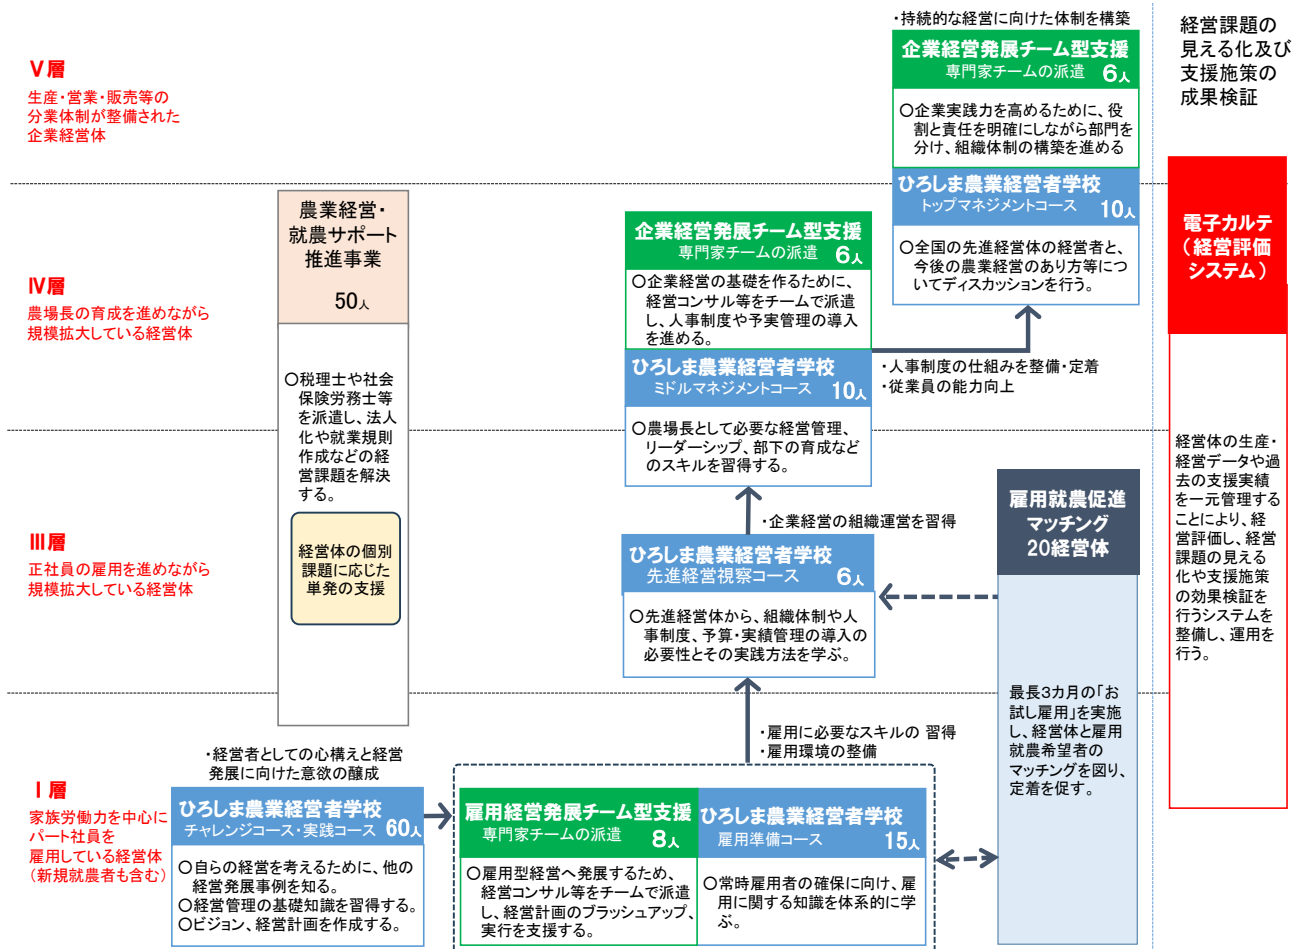 ・持続的な経営に向けた体制を構築
企業経営発展チーム型支援
専門家チームの派遣 6人
○企業実践力を高めるために、役
割と責任を明確にしながら部門を
分け、組織体制の構築を進める
経営課題の
見える化及び
支援施策の
成果検証
Ⅴ層
生産・営業・販売等の
分業体制が整備された
企業経営体
ひろしま農業経営者学校
トップマネジメントコース 10人
○全国の先進経営体の経営者と、
今後の農業経営のあり方等につ
いてディスカッションを行う。
電子カルテ
（経営評価
システム）
経営体の生産・
経営データや過
去の支援実績
を一元管理する
ことにより、経
営評価し、経営
課題の見える
化や支援施策
の効果検証を
行うシステムを
整備し、運用を
行う。
農業経営・
就農サポート
推進事業
50人
○税理士や社会
保険労務士等
を派遣し、法人
化や就業規則
作成などの経
営課題を解決
する。
経営体の個別
課題に応じた
単発の支援
Ⅳ層
農場長の育成を進めながら
規模拡大している経営体
企業経営発展チーム型支援
専門家チームの派遣 6人
○企業経営の基礎を作るために、
経営コンサル等をチームで派遣
し、人事制度や予実管理の導入
を進める。
ひろしま農業経営者学校
ミドルマネジメントコース 10人
○農場長として必要な経営管理、
リーダーシップ、部下の育成など
のスキルを習得する。
・人事制度の仕組みを整備・定着
・従業員の能力向上
Ⅲ層
正社員の雇用を進めながら
規模拡大している経営体
・企業経営の組織運営を習得
ひろしま農業経営者学校
先進経営視察コース 6人
○先進経営体から、組織体制や人
事制度、予算・実績管理の導入の
必要性とその実践方法を学ぶ。
雇用就農促進
マッチング
20経営体
最長3カ月の「お
試し雇用」を実施
し、経営体と雇用
就農希望者の
マッチングを図り、
定着を促す。
・雇用に必要なスキルの 習得
・雇用環境の整備
Ⅰ層
家族労働力を中心に
パート社員を
雇用している経営体
（新規就農者も含む）
・経営者としての心構えと経営
発展に向けた意欲の醸成
ひろしま農業経営者学校
チャレンジコース・実践コース 60人
○自らの経営を考えるために、他の
経営発展事例を知る。
○経営管理の基礎知識を習得する。
○ビジョン、経営計画を作成する。
雇用経営発展チーム型支援
専門家チームの派遣 8人
○雇用型経営へ発展するため、
経営コンサル等をチームで派遣
し、経営計画のブラッシュアップ、
実行を支援する。
ひろしま農業経営者学校
雇用準備コース 15人
○常時雇用者の確保に向け、雇
用に関する知識を体系的に学
ぶ。